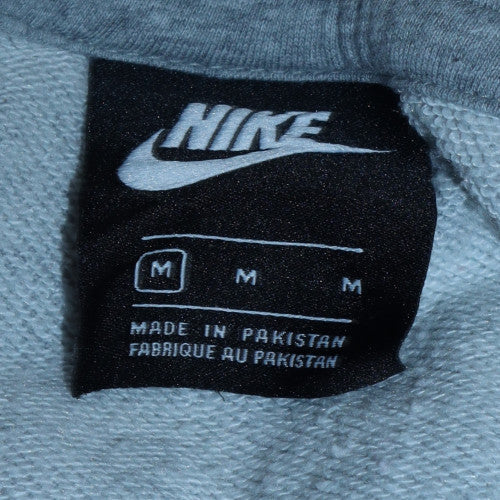 NIKE
M M M
MADE IN PAKISTAN
FABRIQUE AU PAKISTAN